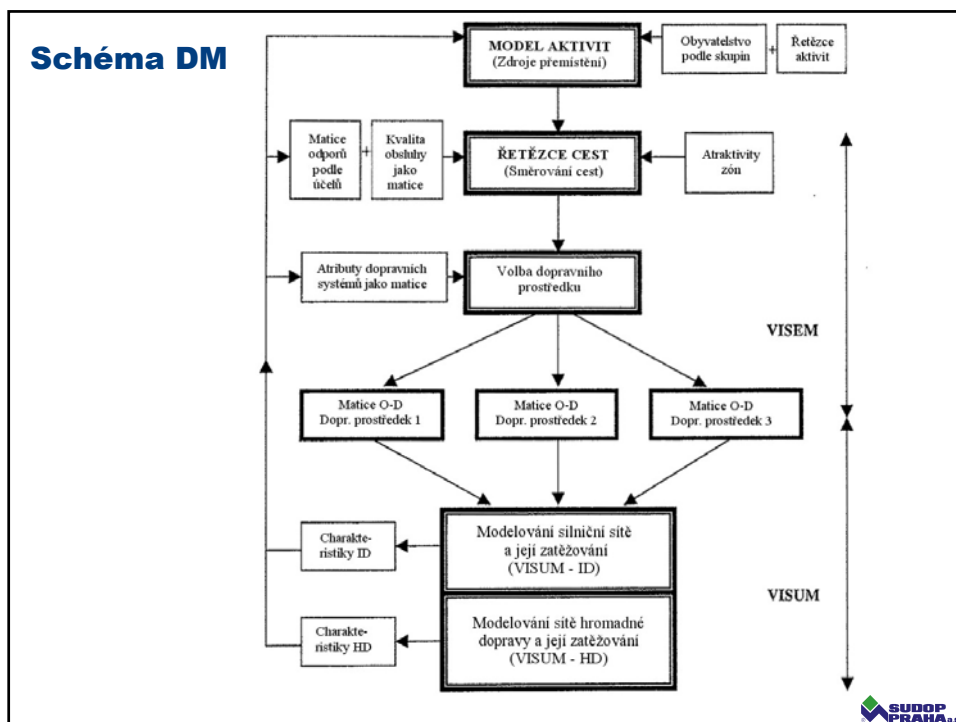 Schéma DM
MODEL AKTIVIT
(Zdroje přemístění)
Obyvatelstvo
podle skupin
+
Řetězce
aktivit
Matice
odporů
podle
účelů
+
Kvalita
obsluhy
jako
matice
ŘETĚZCE CEST
(Směrování cest)
Atraktivity
zón
Atributy dopravních
systémů jako matice
Volba dopravního
prostředku
VISEM
Matice O-D
Dopr. prostředek 1
Matice O-D
Dopr. prostředek 2
Matice O-D
Dopr. prostředek 3
Charakte-
ristiky ID
Modelování silniční sítě
a její zatěžování
(VISUM - ID)
VISUM
Charakte-
ristiky HD
Modelování sítě hromadné
dopravy a její zatěžování
(VISUM - HD)
SUDOP
PRAHA a.s.